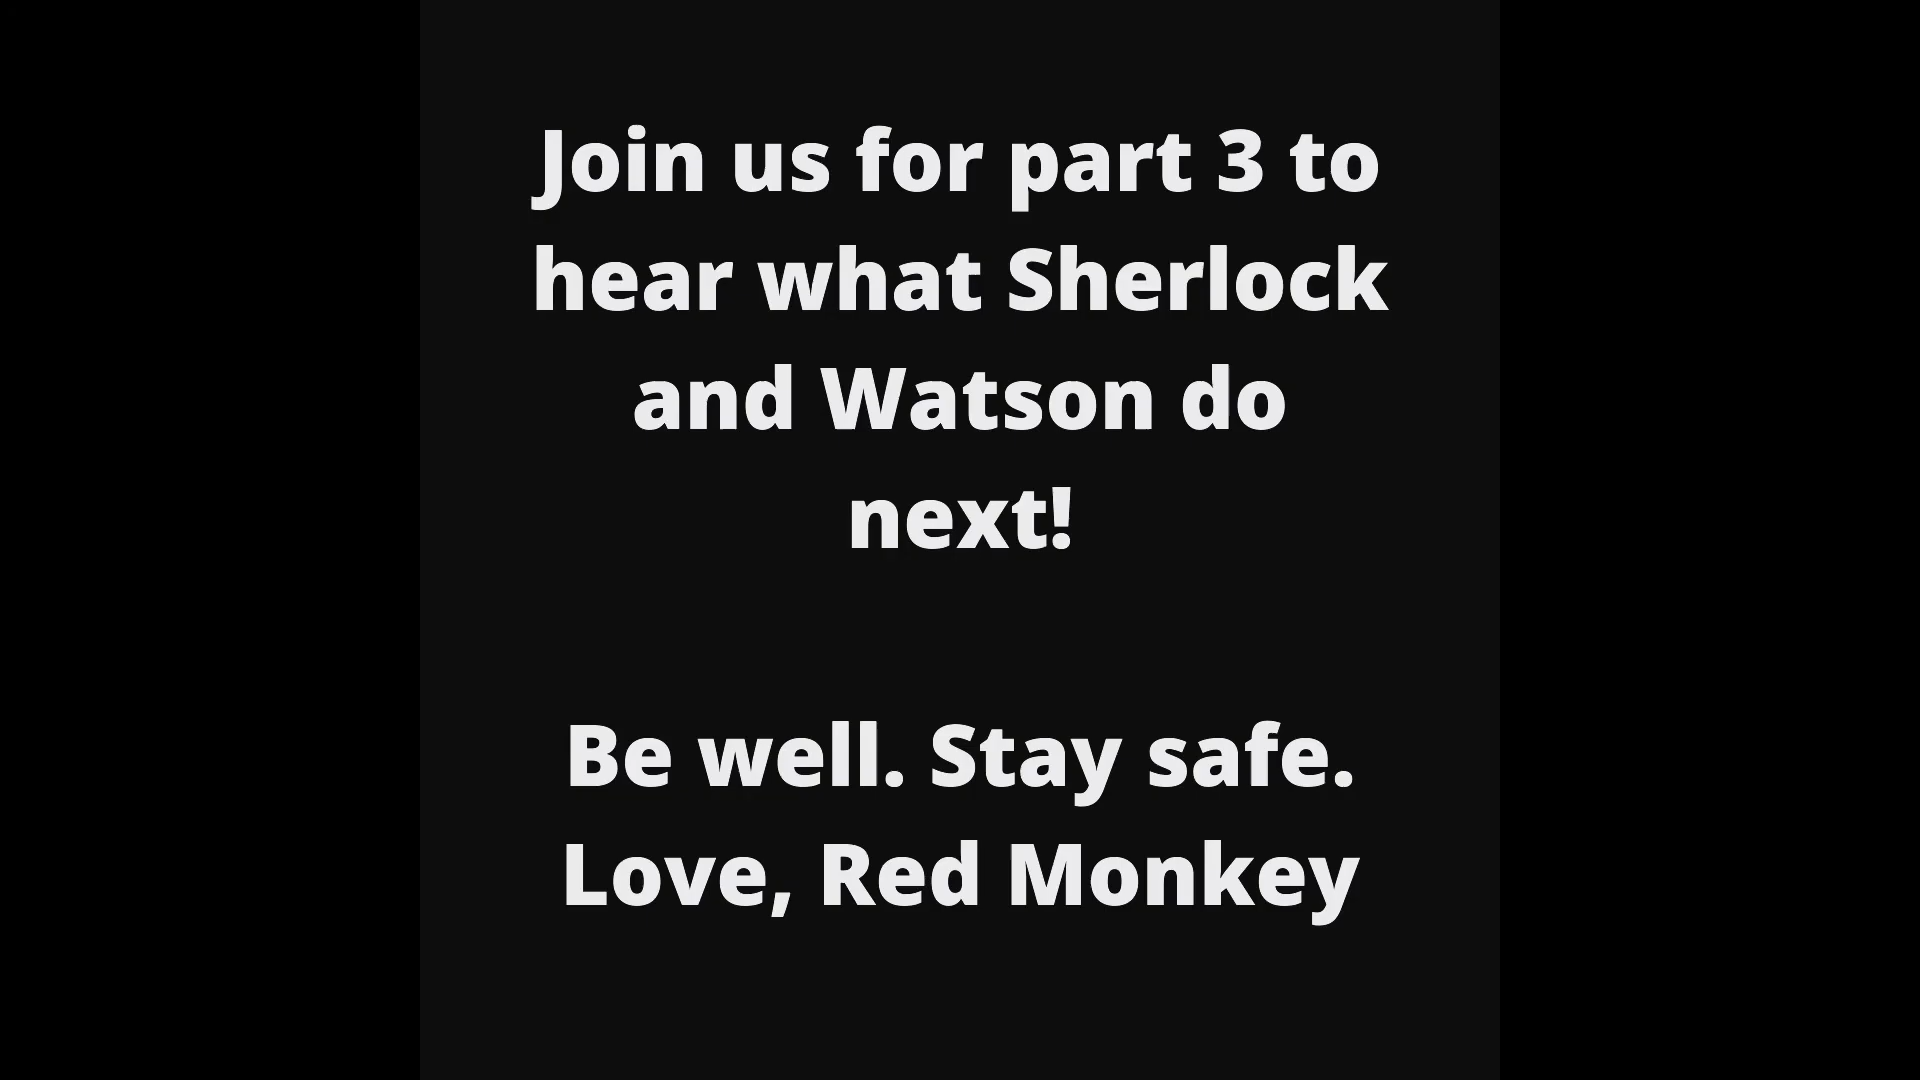 Join us for part 3 to
hear what Sherlock
and Watson do
next!
Be well. Stay safe.
Love, Red Monkey